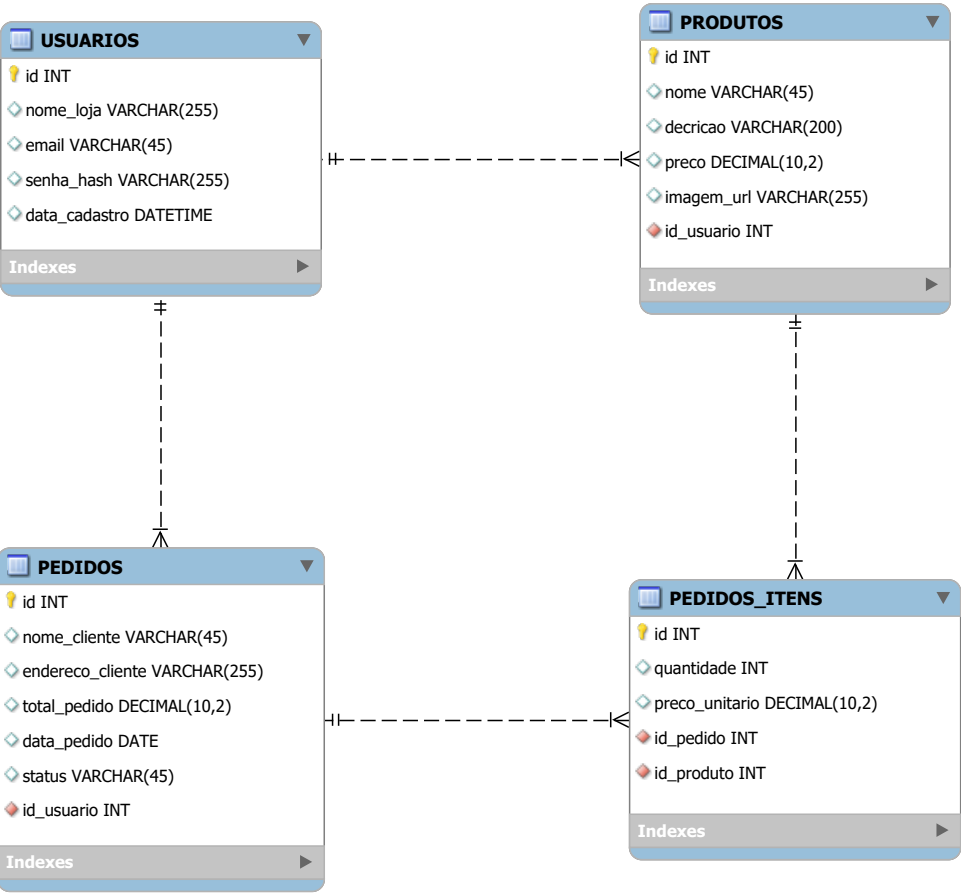 USUARIOS
id INT
nome_loja VARCHAR(255)
email VARCHAR(45)
senha_hash VARCHAR(255)
data_cadastro DATETIME
Indexes
PRODUTOS
id INT
nome VARCHAR(45)
decricao VARCHAR(200)
preco DECIMAL(10,2)
imagem_url VARCHAR(255)
id_usuario INT
Indexes
PEDIDOS
id INT
nome_cliente VARCHAR(45)
endereco_cliente VARCHAR(255)
total_pedido DECIMAL(10,2)
data_pedido DATE
status VARCHAR(45)
id_usuario INT
Indexes
PEDIDOS_ITENS
id INT
quantidade INT
preco_unitario DECIMAL(10,2)
id_pedido INT
id_produto INT
Indexes